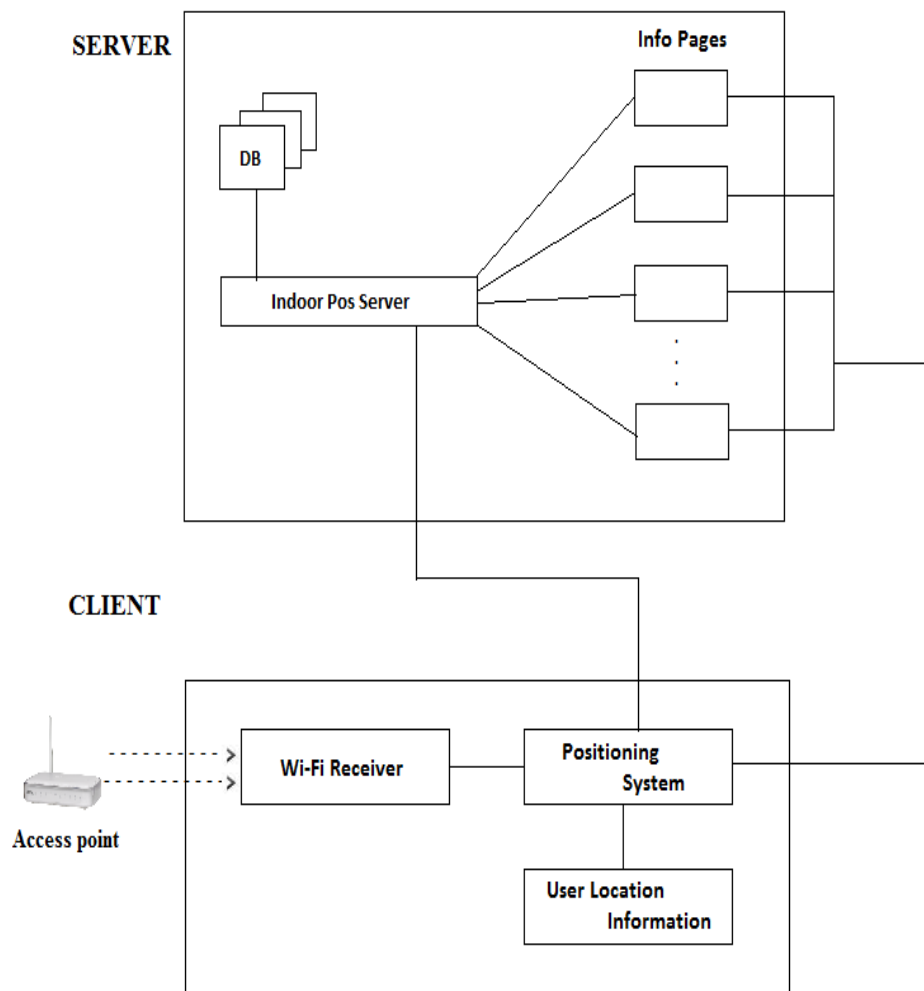 SERVER
Info Pages
DB
Indoor Pos Server
CLIENT
Wi-Fi Receiver
Positioning
System
Access point
User Location
Information